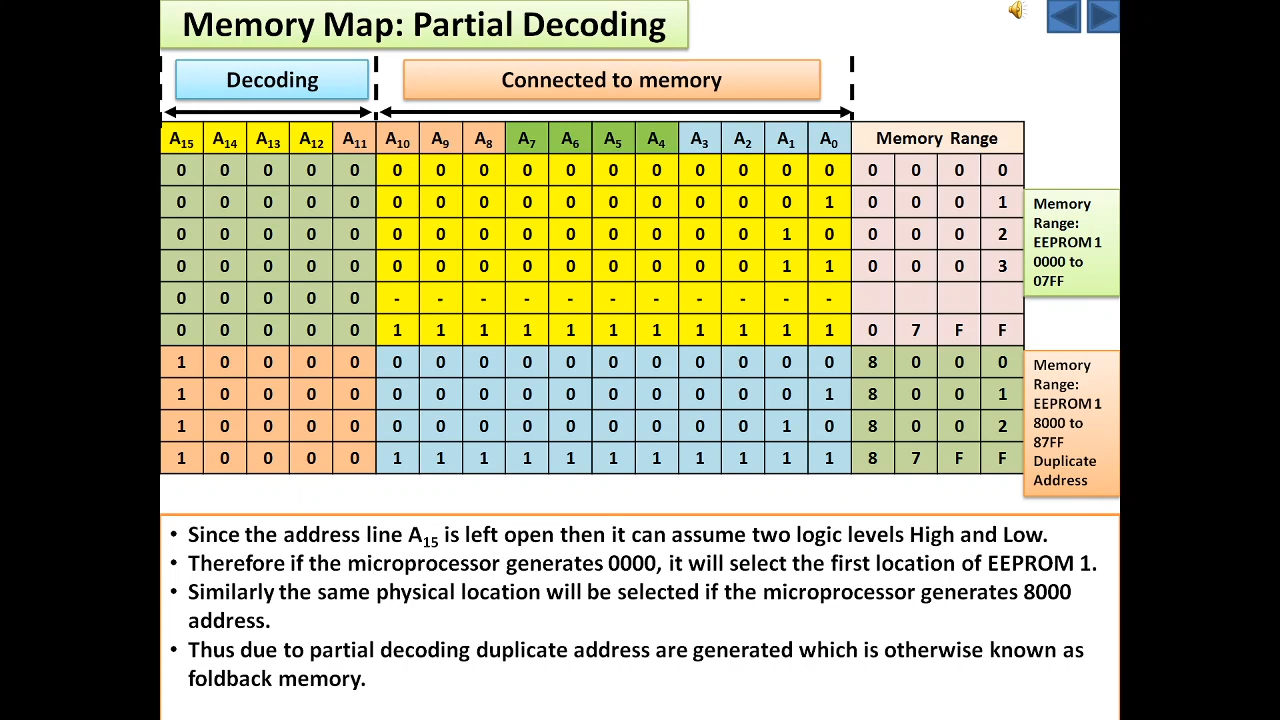 Memory Map: Partial Decoding
Decoding Connected to memory
A15 A14 A13 A12 A11 A10 A9 A8 A7 A6 A5 A4 A3 A2 A1 A0 Memory Range
0 0 0 0 0 0 0 0 0 0 0 0 0 0 0 0 0 0 0 0
0 0 0 0 0 0 0 0 0 0 0 0 0 0 0 1 0 0 0 1
0 0 0 0 0 0 0 0 0 0 0 0 0 0 1 0 0 0 0 2
0 0 0 0 0 0 0 0 0 0 0 0 0 0 1 1 0 0 0 3
0 0 0 0 0 - - - - - - - - - - -
0 0 0 0 0 1 1 1 1 1 1 1 1 1 1 1 0 7 F F
1 0 0 0 0 0 0 0 0 0 0 0 0 0 0 0 8 0 0 0
1 0 0 0 0 0 0 0 0 0 0 0 0 0 0 1 8 0 0 1
1 0 0 0 0 0 0 0 0 0 0 0 0 0 1 0 8 0 0 2
1 0 0 0 0 1 1 1 1 1 1 1 1 1 1 1 8 7 F F
Memory
Range:
EEPROM 1
0000 to
07FF
Memory
Range:
EEPROM 1
8000 to
87FF
Duplicate
Address
• Since the address line A15 is left open then it can assume two logic levels High and Low.
• Therefore if the microprocessor generates 0000, it will select the first location of EEPROM 1.
• Similarly the same physical location will be selected if the microprocessor generates 8000
address.
• Thus due to partial decoding duplicate address are generated which is otherwise known as
foldback memory.